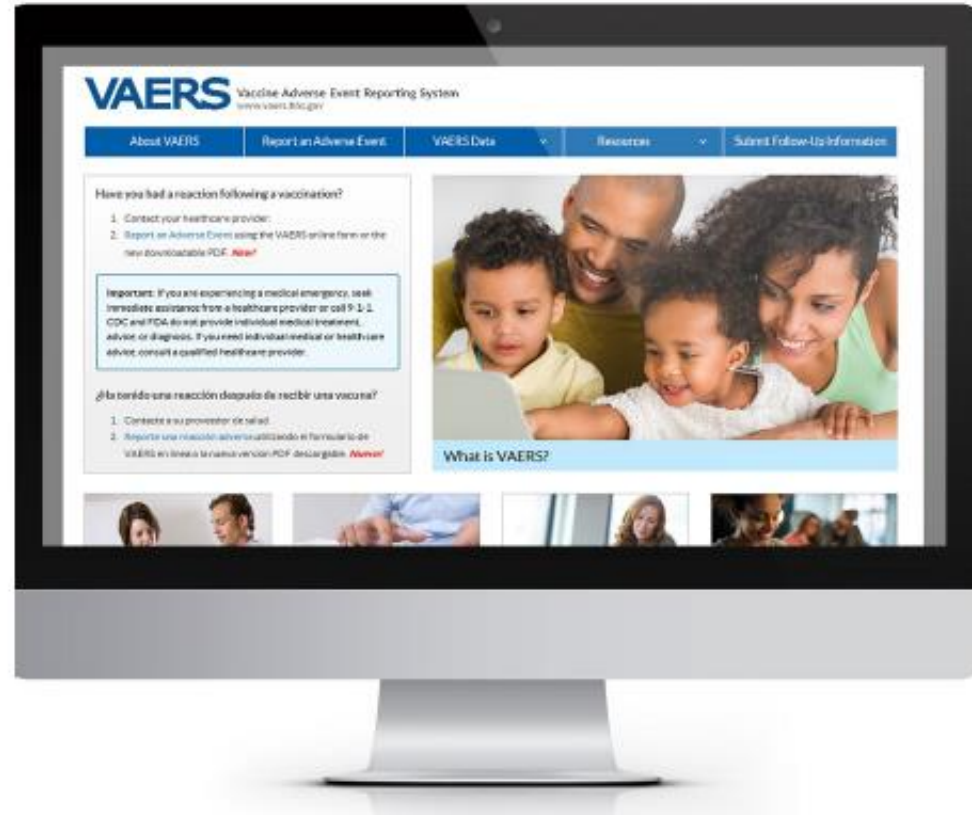 VAERS Vaccine Adverse Event Reporting System
www.vaers.hhs.gov
About VAERS Report an Adverse Event VAERS Data Resources Submit Follow-Up Information
Have you had a reaction following a vaccination?
1. Contact your healthcare provider.
2. Report an Adverse Event using the VAERS online form or the
new downloadable PDF. New!
Important: If you are experiencing a medical emergency, seek
immediate assistance from a healthcare provider or call 9-1-1.
CDC and FDA do not provide individual medical treatment,
advice, or diagnosis. If you need individual medical or health care
advice, consult a qualified healthcare provider.
¿Ha tenido una reacción después de recibir una vacuna?
1. Contacte a su proveedor de salud.
2. Reporte una reacción adversa utilizando el formulario de
VAERS en línea o la nueva versión PDF descargable. Nuevo!
What is VAERS?